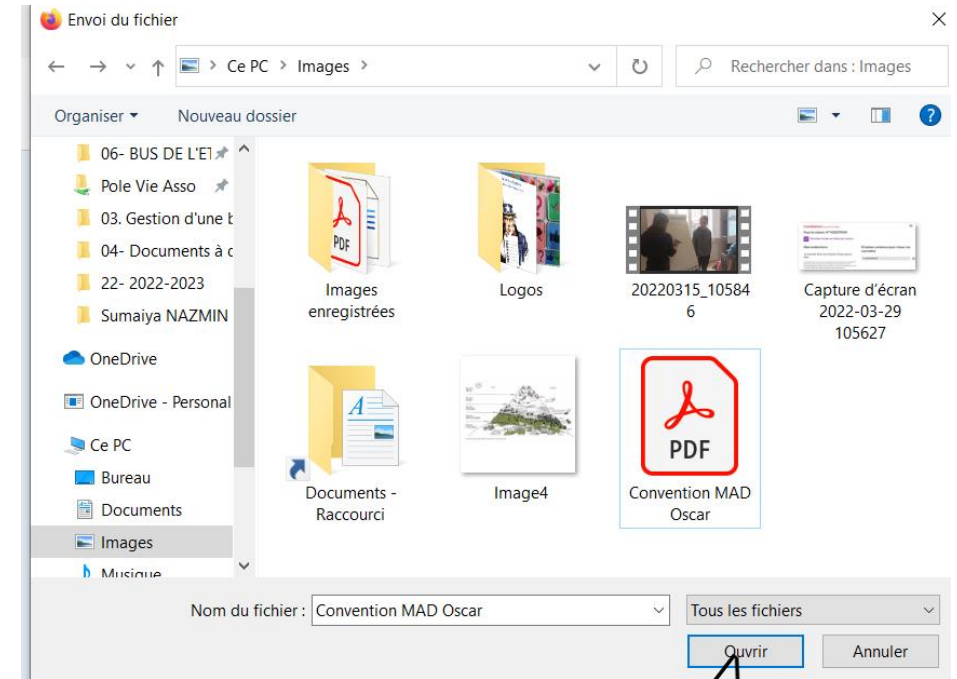 Envoi du fichier
Ce PC > Images >
Rechercher dans : Images
Organiser
Nouveau dossier
06- BUS DE L'ET
Pole Vie Asso
03. Gestion d'une b
04- Documents à c
22- 2022-2023
Sumaiya NAZMIN
OneDrive
OneDrive - Personal
Ce PC
Bureau
Documents
Images
Musique
PDF
Images
enregistrées
Logos
20220315_10584
6
Capture d'écran
2022-03-29
105627
Documents -
Raccourci
Image4
PDF
Convention MAD
Oscar
Nom du fichier : Convention MAD Oscar
Tous les fichiers
Ouvrir
Annuler